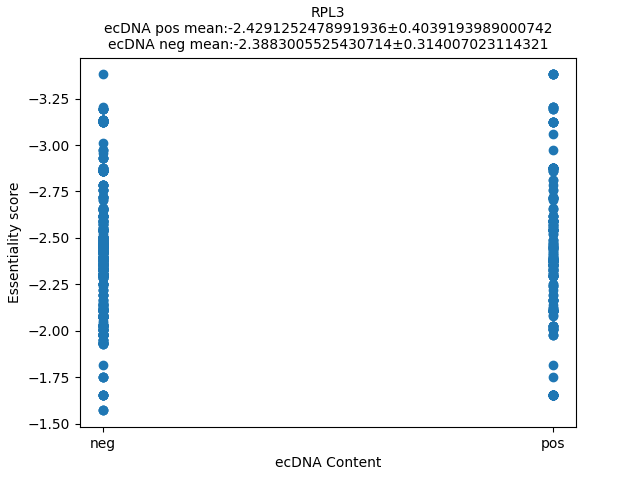 RPL3
ecDNA pos mean:-2.4291252478991936±0.4039193989000742
ecDNA neg mean:-2.3883005525430714±0.314007023114321
−3.25
−3.00
−2.75
−2.50
−2.25
−2.00
−1.75
−1.50
Essentiality score
neg
pos
ecDNA Content